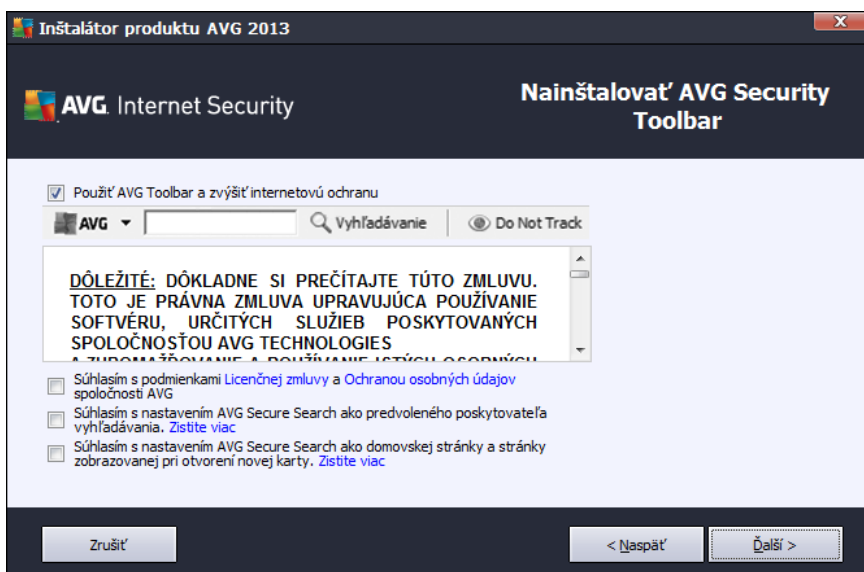 Inštalátor produktu AVG 2013
AVG. Internet Security
Nainštalovať AVG Security
Toolbar
Použiť AVG Toolbar a zvýšiť internetovú ochranu
AVG
Vyhľadávanie
Do Not Track
DÔLEŽITÉ: DÔKLADNE SI PREČÍTAJTE TÚTO ZMLUVU.
TOTO JE PRÁVNA ZMLUVA UPRAVUJÚCA POUŽÍVANIE
SOFTVÉRU, URČITÝCH SLUŽIEB POSKYTOVANÝCH
SPOLOČNOSŤOU AVG TECHNOLOGIES
A ZHROMAŽĎOVANIE A POUŽÍVANIE ISTÝCH OSOBNÝCH
Súhlasím s podmienkami Licenčnej zmluvy a Ochranou osobných údajov
spoločnosti AVG
Súhlasím s nastavením AVG Secure Search ako predvoleného poskytovateľa
vyhľadávania. Zistite viac
Súhlasím s nastavením AVG Secure Search ako domovskej stránky a stránky
zobrazovanej pri otvorení novej karty. Zistite viac
Zrušiť
< Naspäť
Ďalší >